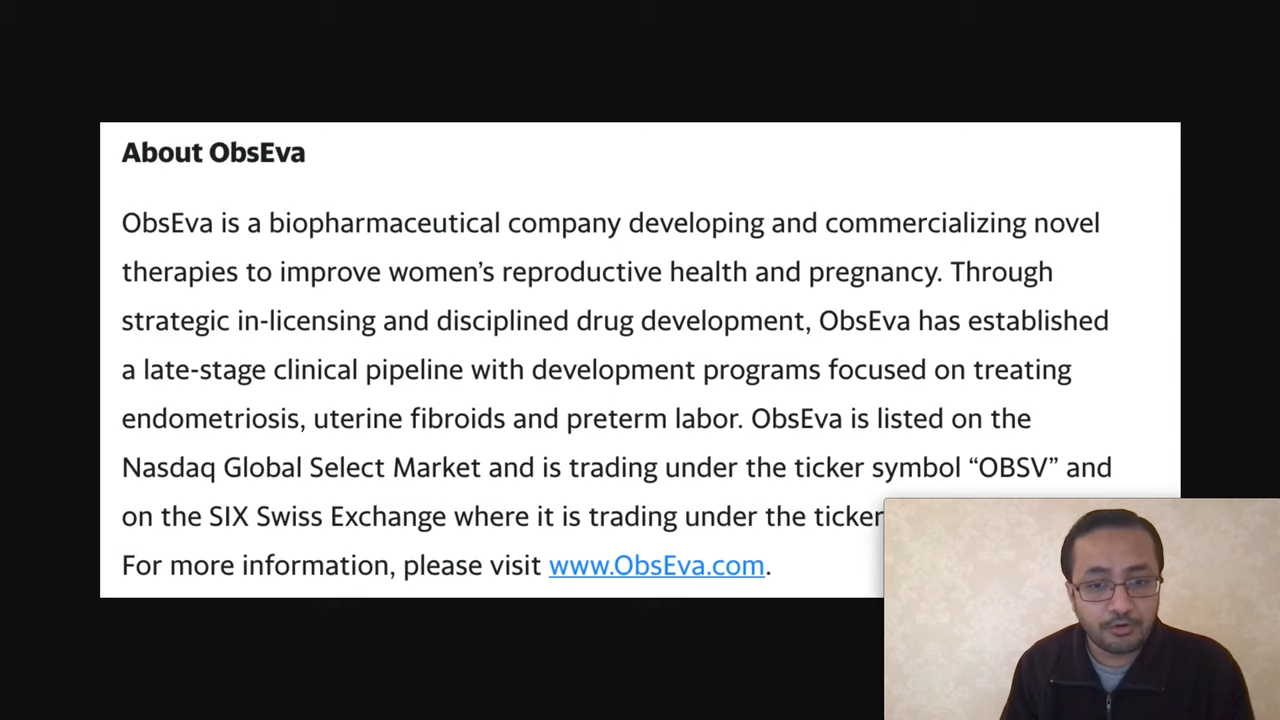 About ObsEva
ObsEva is a biopharmaceutical company developing and commercializing novel
therapies to improve women’s reproductive health and pregnancy. Through
strategic in-licensing and disciplined drug development, ObsEva has established
a late-stage clinical pipeline with development programs focused on treating
endometriosis, uterine fibroids and preterm labor. ObsEva is listed on the
Nasdaq Global Select Market and is trading under the ticker symbol “OBSV” and
on the SIX Swiss Exchange where it is trading under the ticker
For more information, please visit www.ObsEva.com.